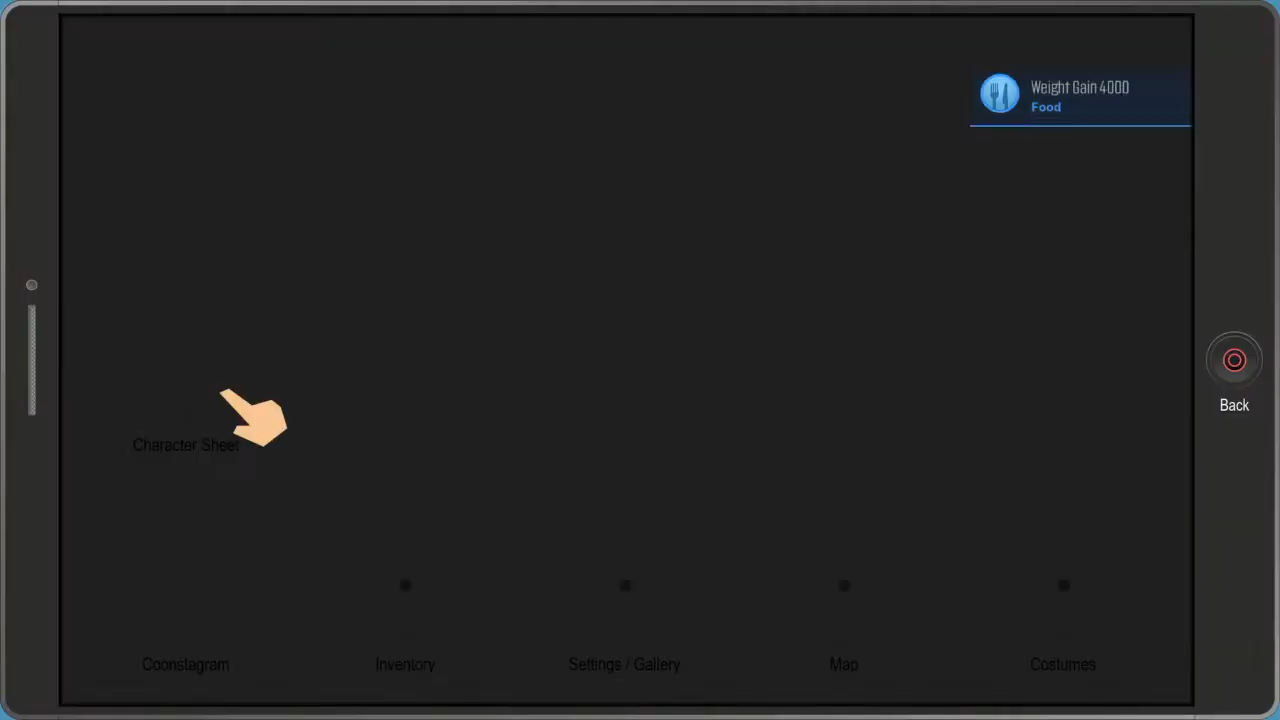 Weight Gain 4000
Food
Back
Character Sheet
Coonstagram
Inventory
Settings / Gallery
Map
Costumes